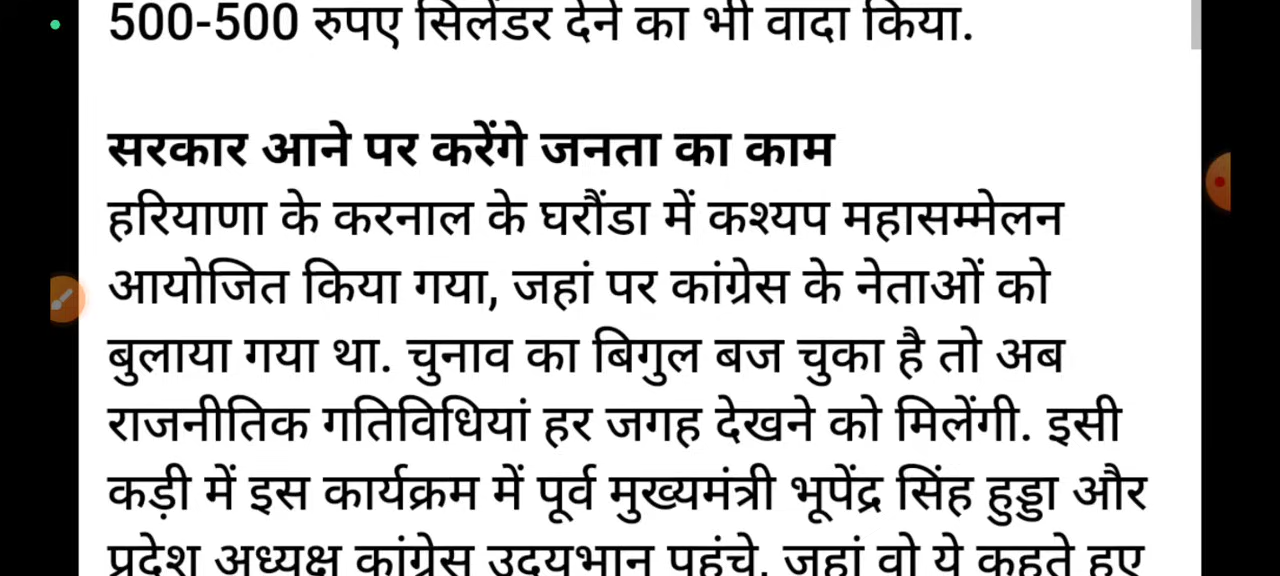 500-500 रुपए सिलेंडर देने का भी वादा किया.
सरकार आने पर करेंगे जनता का काम
हरियाणा के करनाल के घरौंडा में कश्यप महासम्मेलन
आयोजित किया गया, जहां पर कांग्रेस के नेताओं को
बुलाया गया था. चुनाव का बिगुल बज चुका है तो अब
राजनीतिक गतिविधियां हर जगह देखने को मिलेंगी. इसी
कड़ी में इस कार्यक्रम में पूर्व मुख्यमंत्री भूपेंद्र सिंह हुड्डा और
प्रदेश अध्यक्ष कांग्रेस उदयभान पहुंचे, जहां वो ये कहते हुए